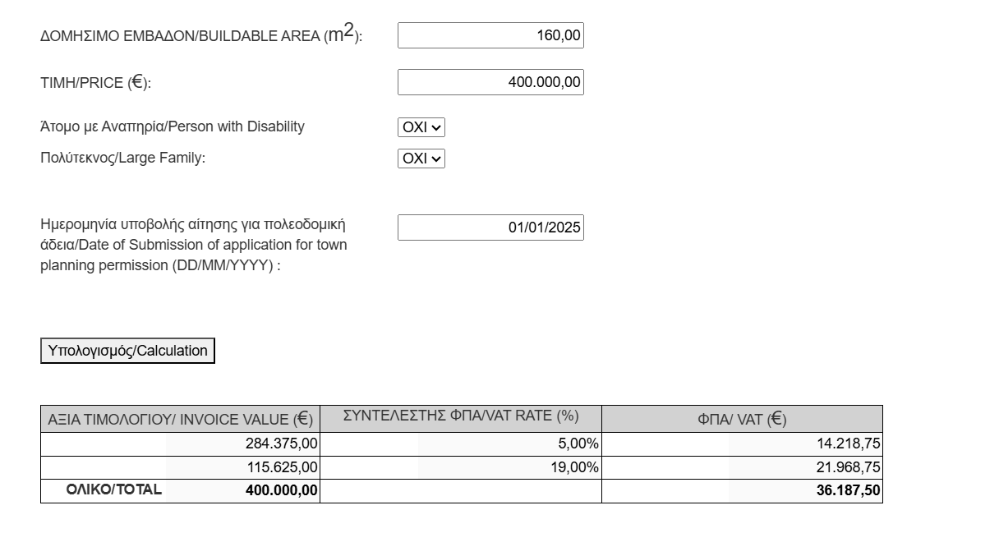 ΔΟΜΗΣΙΜΟ ΕΜΒΑΔΟΝ/BUILDABLE AREA (m²): 160,00
ΤΙΜΗ/PRICE (€): 400.000,00
Άτομο με Αναπηρία/Person with Disability ΟΧΙ
Πολύτεκνος/Large Family: ΟΧΙ
Ημερομηνία υποβολής αίτησης για πολεοδομική 01/01/2025
άδεια/Date of Submission of application for town
planning permission (DD/MM/YYYY) :
Υπολογισμός/Calculation
ΑΞΙΑ ΤΙΜΟΛΟΓΙΟΥ/ INVOICE VALUE (€) ΣΥΝΤΕΛΕΣΤΗΣ ΦΠΑ/VAT RATE (%) ΦΠΑ/ VAT (€)
284.375,00 5,00% 14.218,75
115.625,00 19,00% 21.968,75
ΟΛΙΚΟ/TOTAL 400.000,00 36.187,50